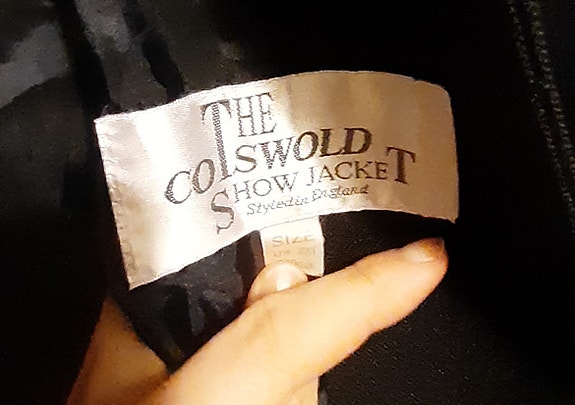 THE
COTSWOLD
SHOW JACKET
Styled in England
SIZE